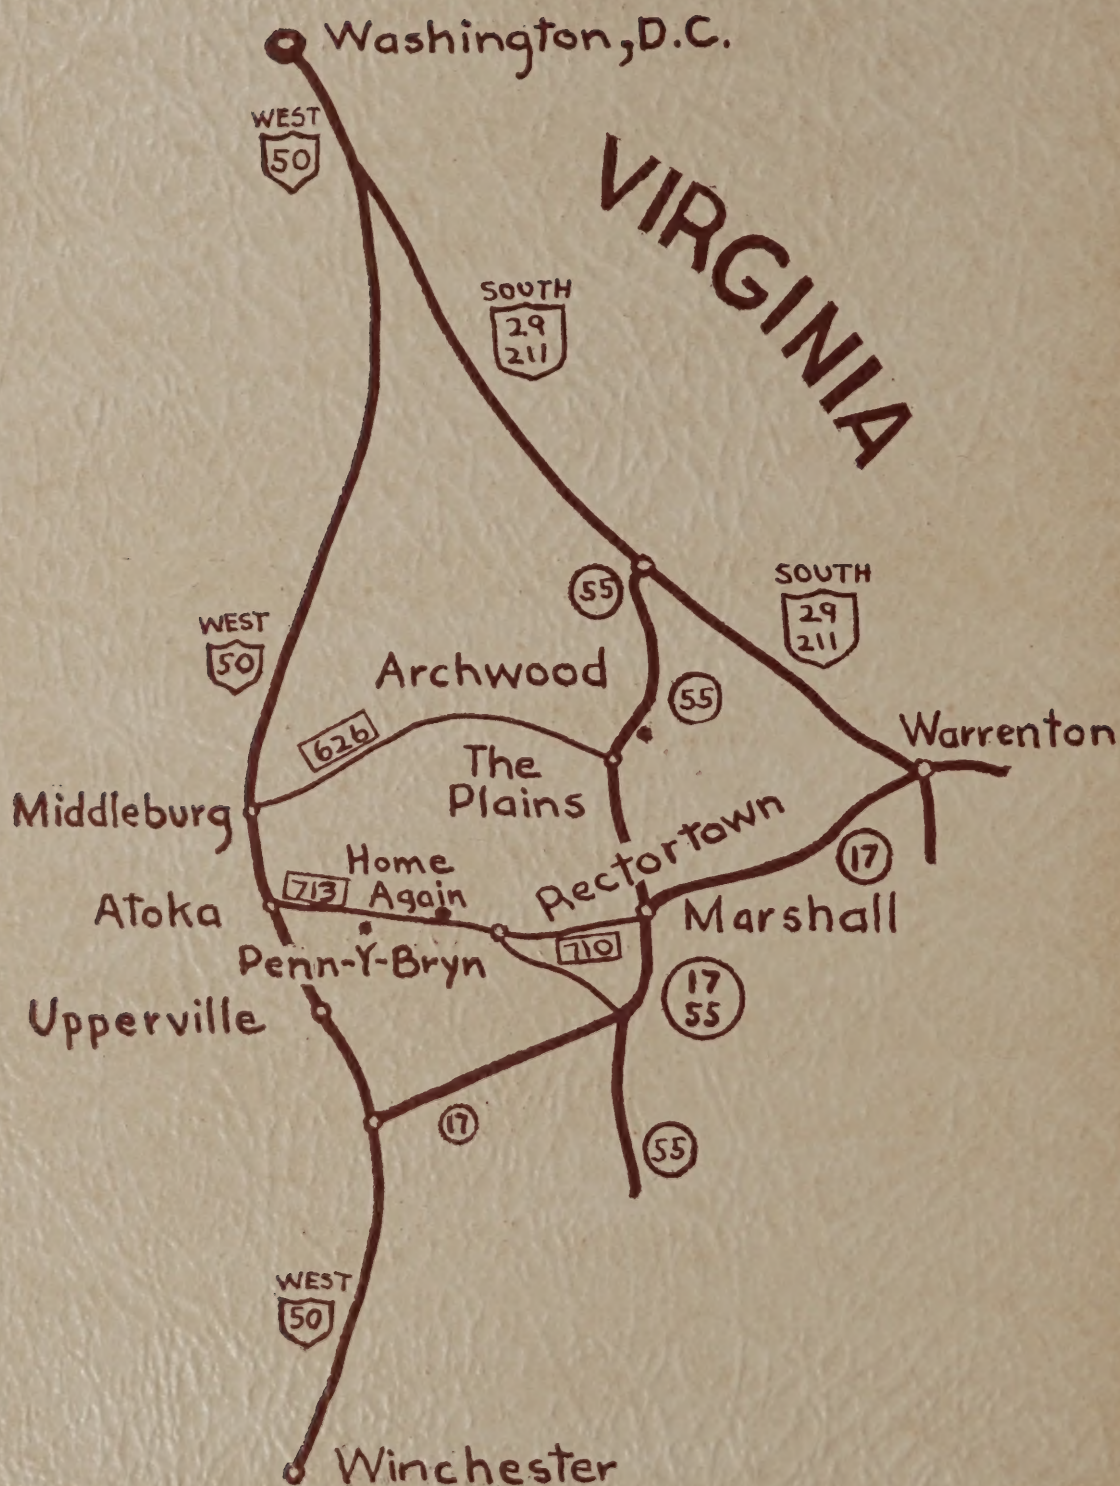 Washington, D.C.
WEST
50
VIRGINIA
SOUTH
29
211
55
SOUTH
29
211
WEST
50
Archwood
55
626
The
Plains
Warrenton
Middleburg
Rectortown
17
Home
Again
713
Atoka
Marshall
710
Penn-Y-Bryn
17
55
Upperville
17
55
WEST
50
Winchester